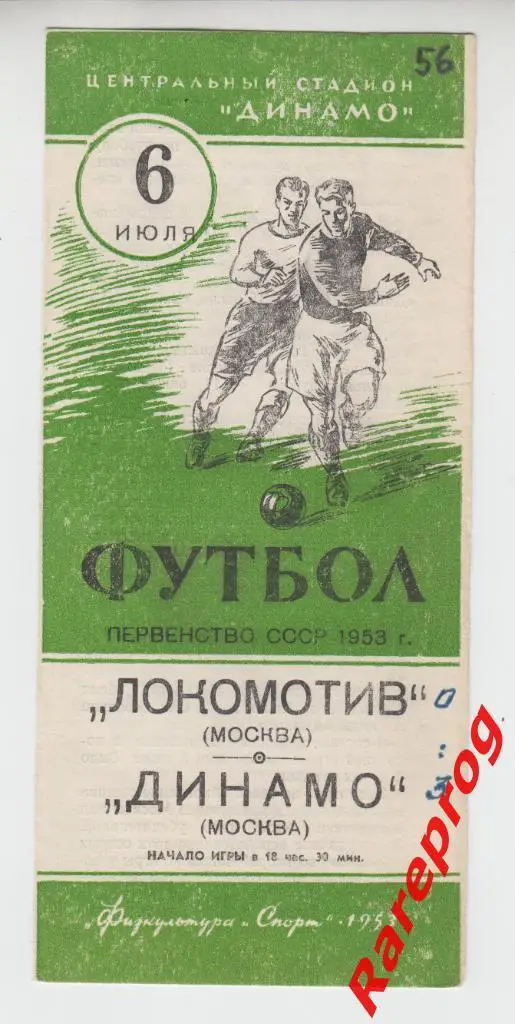 56
ЦЕНТРАЛЬНЫЙ СТАДИОН
„ДИНАМО“
6
ИЮЛЯ
ФУТБОЛ
ПЕРВЕНСТВО СССР 1953 г.
„ЛОКОМОТИВ“ 0
(МОСКВА)
:
„ДИНАМО“ 3
(МОСКВА)
НАЧАЛО ИГРЫ в 18 час. 30 мин.
„Физкультура и Спорт“ - 1953
Rareprog